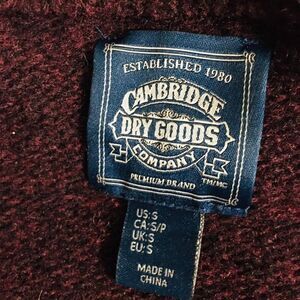 ESTABLISHED 1980
CAMBRIDGE
DRY GOODS
COMPANY
PREMIUM BRAND
TM/MC
US: S
CA: S/P
UK: S
EU: S
MADE IN
CHINA